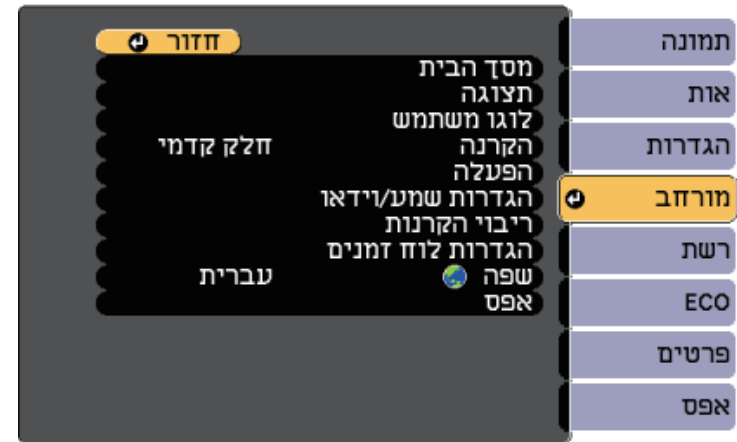 חזור
מסך הבית
תצוגה
לוגו משתמש
הקרנה חלק קדמי
הפעלה
הגדרות שמע/וידאו
ריבוי הקרנות
הגדרות לוח זמנים
שפה עברית
אפס
תמונה
אות
הגדרות
מורחב
רשת
ECO
פרטים
אפס